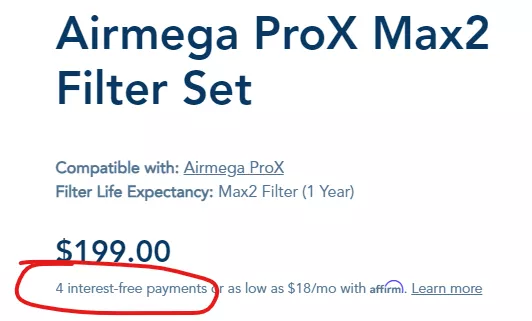 Airmega ProX Max2
Filter Set
Compatible with: Airmega ProX
Filter Life Expectancy: Max2 Filter (1 Year)
$199.00
4 interest-free payments or as low as $18/mo with affirm. Learn more